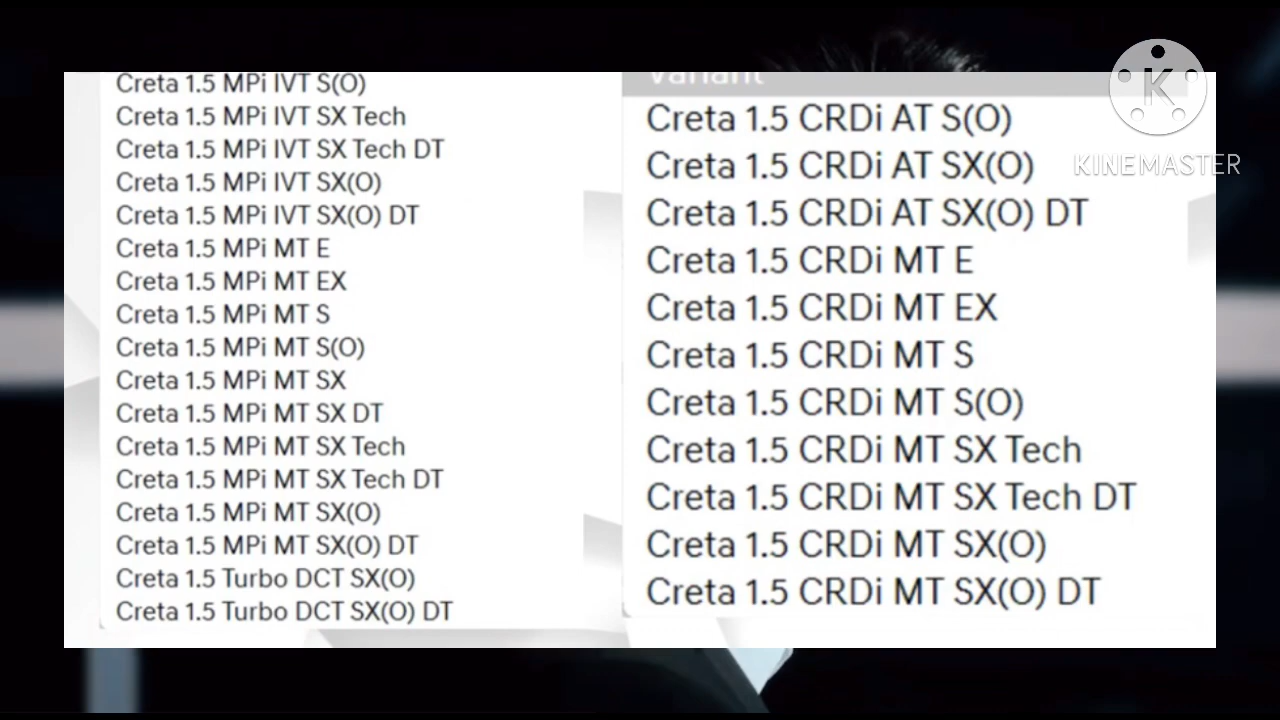 Creta 1.5 MPi IVT S(O)
Creta 1.5 MPi IVT SX Tech
Creta 1.5 MPi IVT SX Tech DT
Creta 1.5 MPi IVT SX(O)
Creta 1.5 MPi IVT SX(O) DT
Creta 1.5 MPi MT E
Creta 1.5 MPi MT EX
Creta 1.5 MPi MT S
Creta 1.5 MPi MT S(O)
Creta 1.5 MPi MT SX
Creta 1.5 MPi MT SX DT
Creta 1.5 MPi MT SX Tech
Creta 1.5 MPi MT SX Tech DT
Creta 1.5 MPi MT SX(O)
Creta 1.5 MPi MT SX(O) DT
Creta 1.5 Turbo DCT SX(O)
Creta 1.5 Turbo DCT SX(O) DT
Variant
Creta 1.5 CRDi AT S(O)
Creta 1.5 CRDi AT SX(O)
Creta 1.5 CRDi AT SX(O) DT
Creta 1.5 CRDi MT E
Creta 1.5 CRDi MT EX
Creta 1.5 CRDi MT S
Creta 1.5 CRDi MT S(O)
Creta 1.5 CRDi MT SX Tech
Creta 1.5 CRDi MT SX Tech DT
Creta 1.5 CRDi MT SX(O)
Creta 1.5 CRDi MT SX(O) DT
K
KINEMASTER